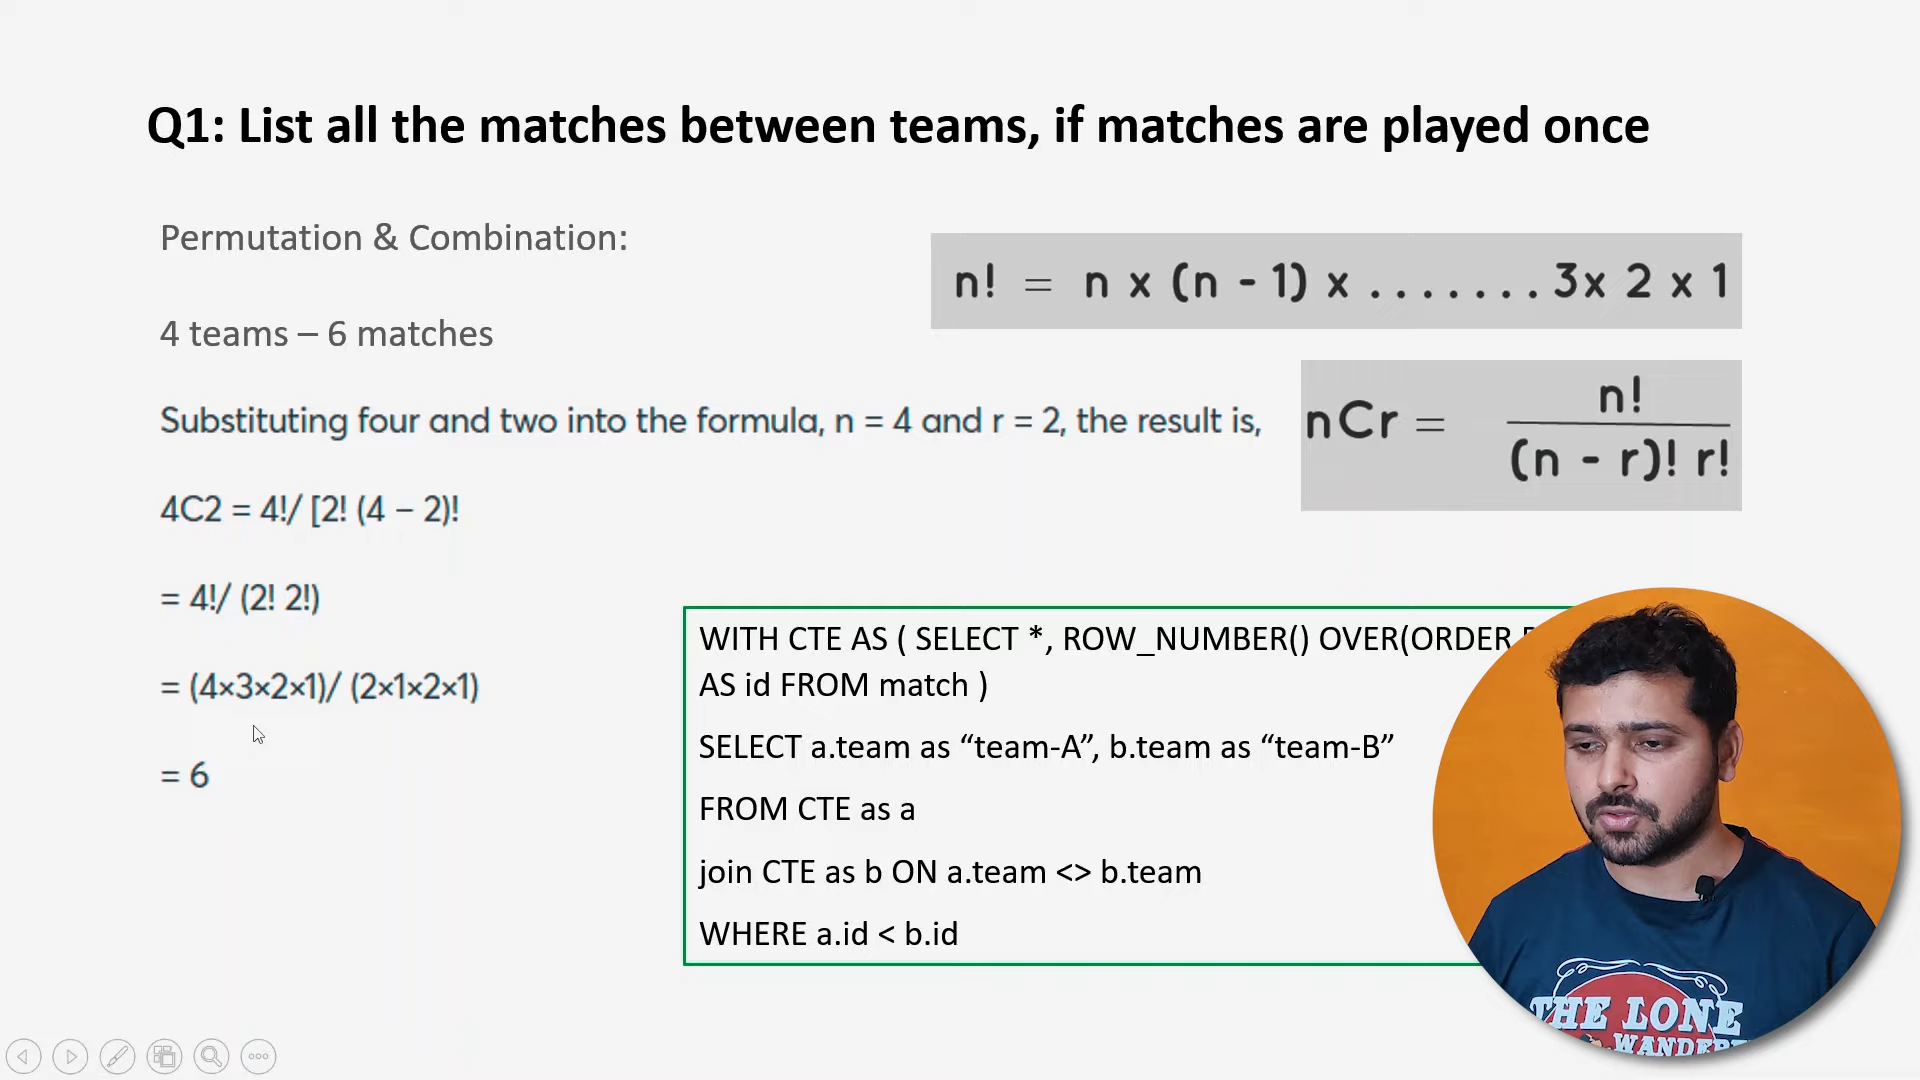 Q1: List all the matches between teams, if matches are played once
Permutation & Combination:
n! = n x (n - 1) x . . . . . . . 3x 2 x 1
4 teams – 6 matches
Substituting four and two into the formula, n = 4 and r = 2, the result is,
nCr = n! / (n - r)! r!
4C2 = 4!/ [2! (4 – 2)!
= 4!/ (2! 2!)
= (4×3×2×1)/ (2×1×2×1)
= 6
WITH CTE AS ( SELECT *, ROW_NUMBER() OVER(ORDER
AS id FROM match )
SELECT a.team as “team-A”, b.team as “team-B”
FROM CTE as a
join CTE as b ON a.team <> b.team
WHERE a.id < b.id
THE LONE